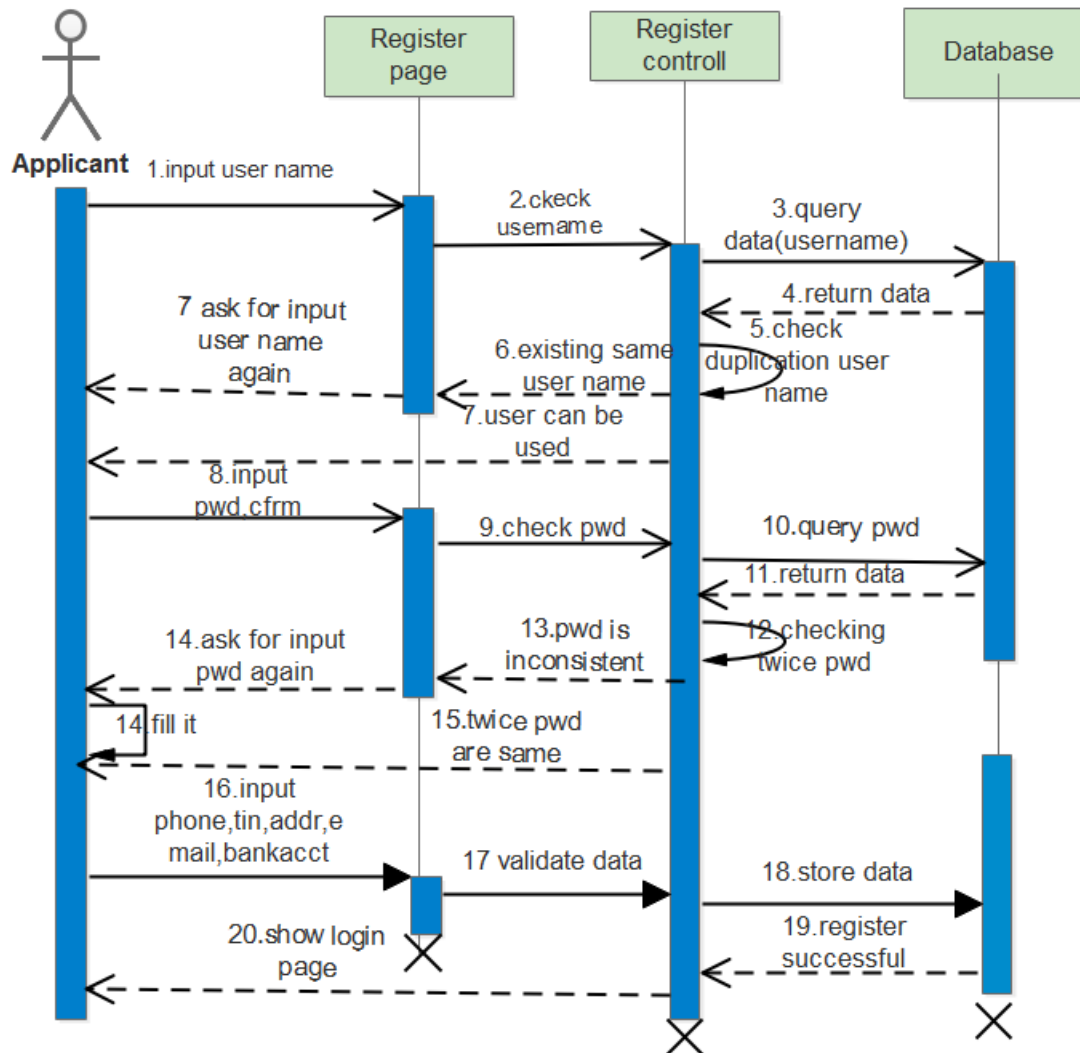 Register
page
Register
controll
Database
Applicant
1.input user name
2.ckeck
username
3.query
data(username)
4.return data
5.check
duplication user
name
6.existing same
user name
7 ask for input
user name
again
7.user can be
used
8.input
pwd,cfrm
9.check pwd
10.query pwd
11.return data
12.checking
twice pwd
13.pwd is
inconsistent
14.ask for input
pwd again
14.fill it
15.twice pwd
are same
16.input
phone,tin,addr,e
mail,bankacct
17 validate data
18.store data
19.register
successful
20.show login
page